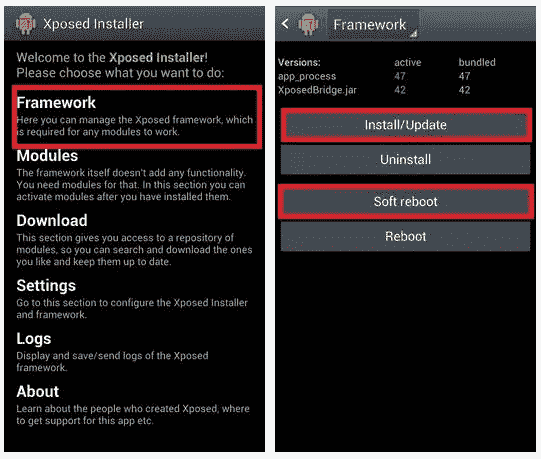 Xposed Installer
Welcome to the Xposed Installer!
Please choose what you want to do:
Framework
Here you can manage the Xposed framework, which
is required for any modules to work.
Modules
The framework itself doesn't add any functionality.
You need modules for that. In this section you can
activate modules after you have installed them.
Download
This section gives you access to a repository of
modules, so you can search and download the ones
you like and keep them up to date.
Settings
Go to this section to configure the Xposed Installer
and framework.
Logs
Display and save/send logs of the Xposed
framework.
About
Learn about the people who created Xposed, where
to get support for this app etc.
Framework
Versions: active bundled
app_process 47 47
XposedBridge.jar 42 42
Install/Update
Uninstall
Soft reboot
Reboot